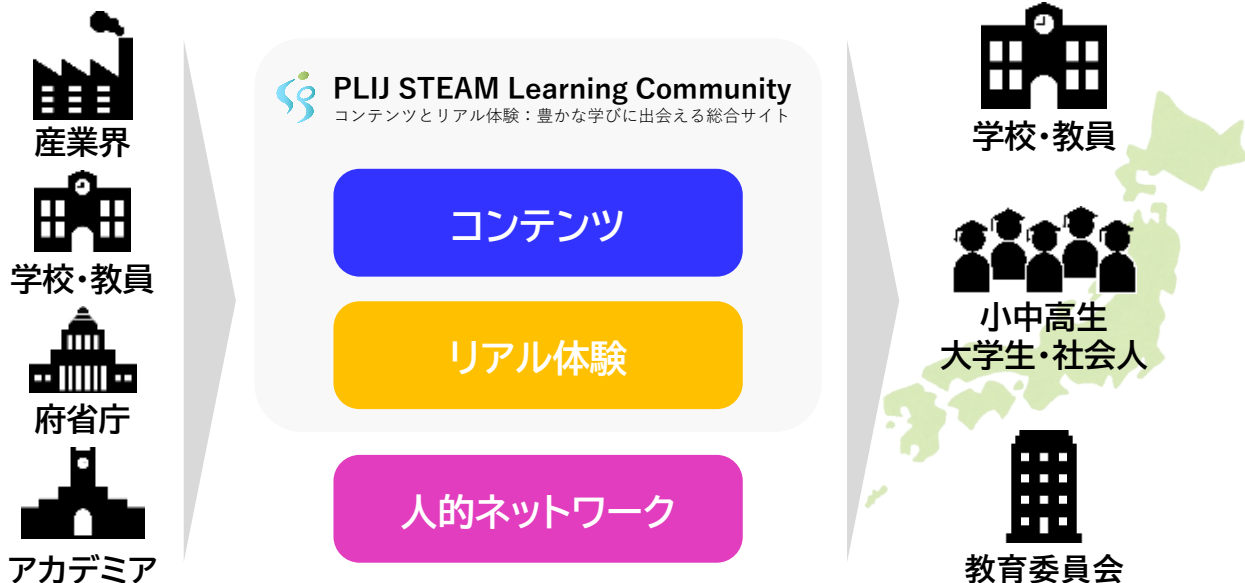 産業界
学校・教員
府省庁
アカデミア
PLIJ STEAM Learning Community
コンテンツとリアル体験：豊かな学びに出会える総合サイト
コンテンツ
リアル体験
人的ネットワーク
学校・教員
小中高生
大学生・社会人
教育委員会